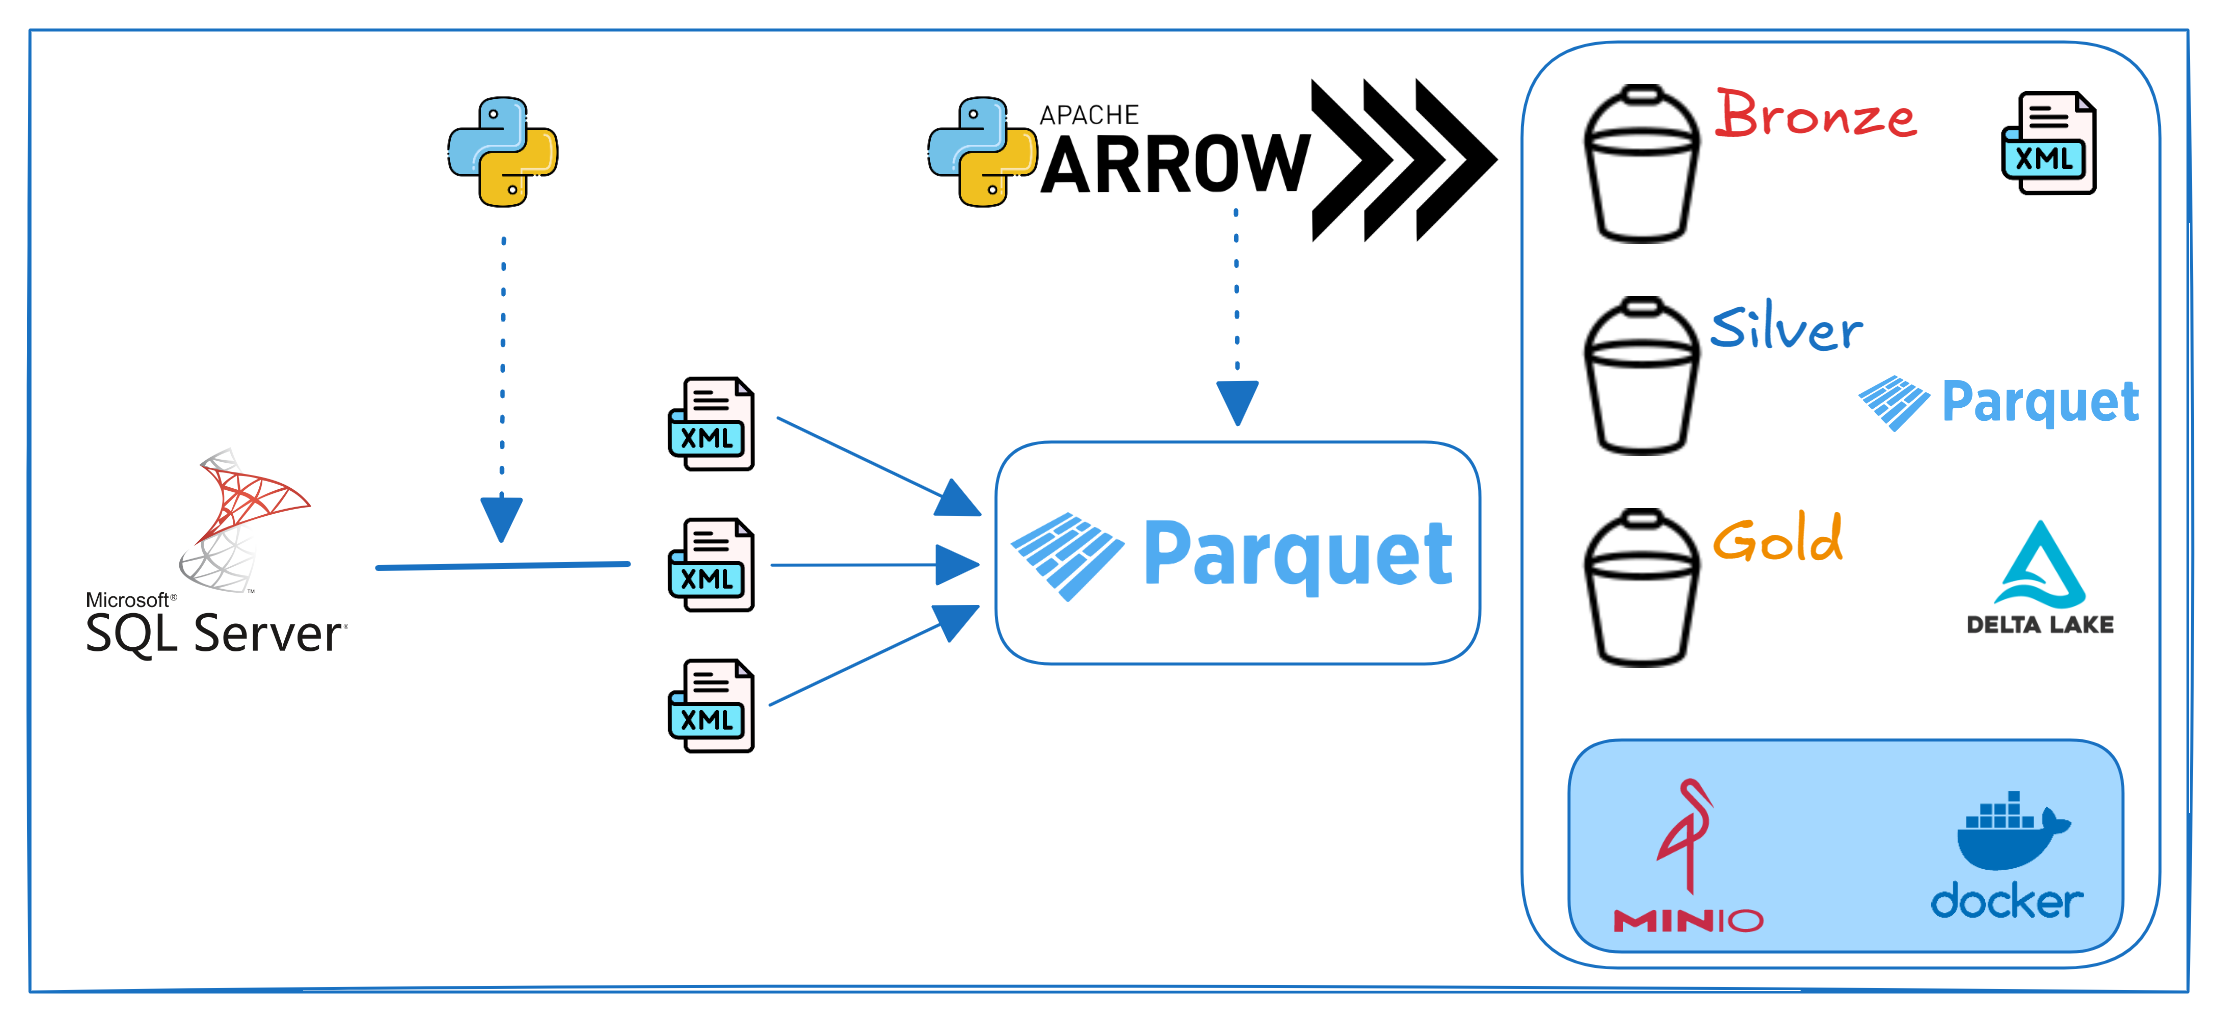 APACHE
ARROW
Bronze
XML
Silver
Parquet
XML
XML
XML
Parquet
Gold
DELTA LAKE
Microsoft®
SQL Server
MINIO
docker